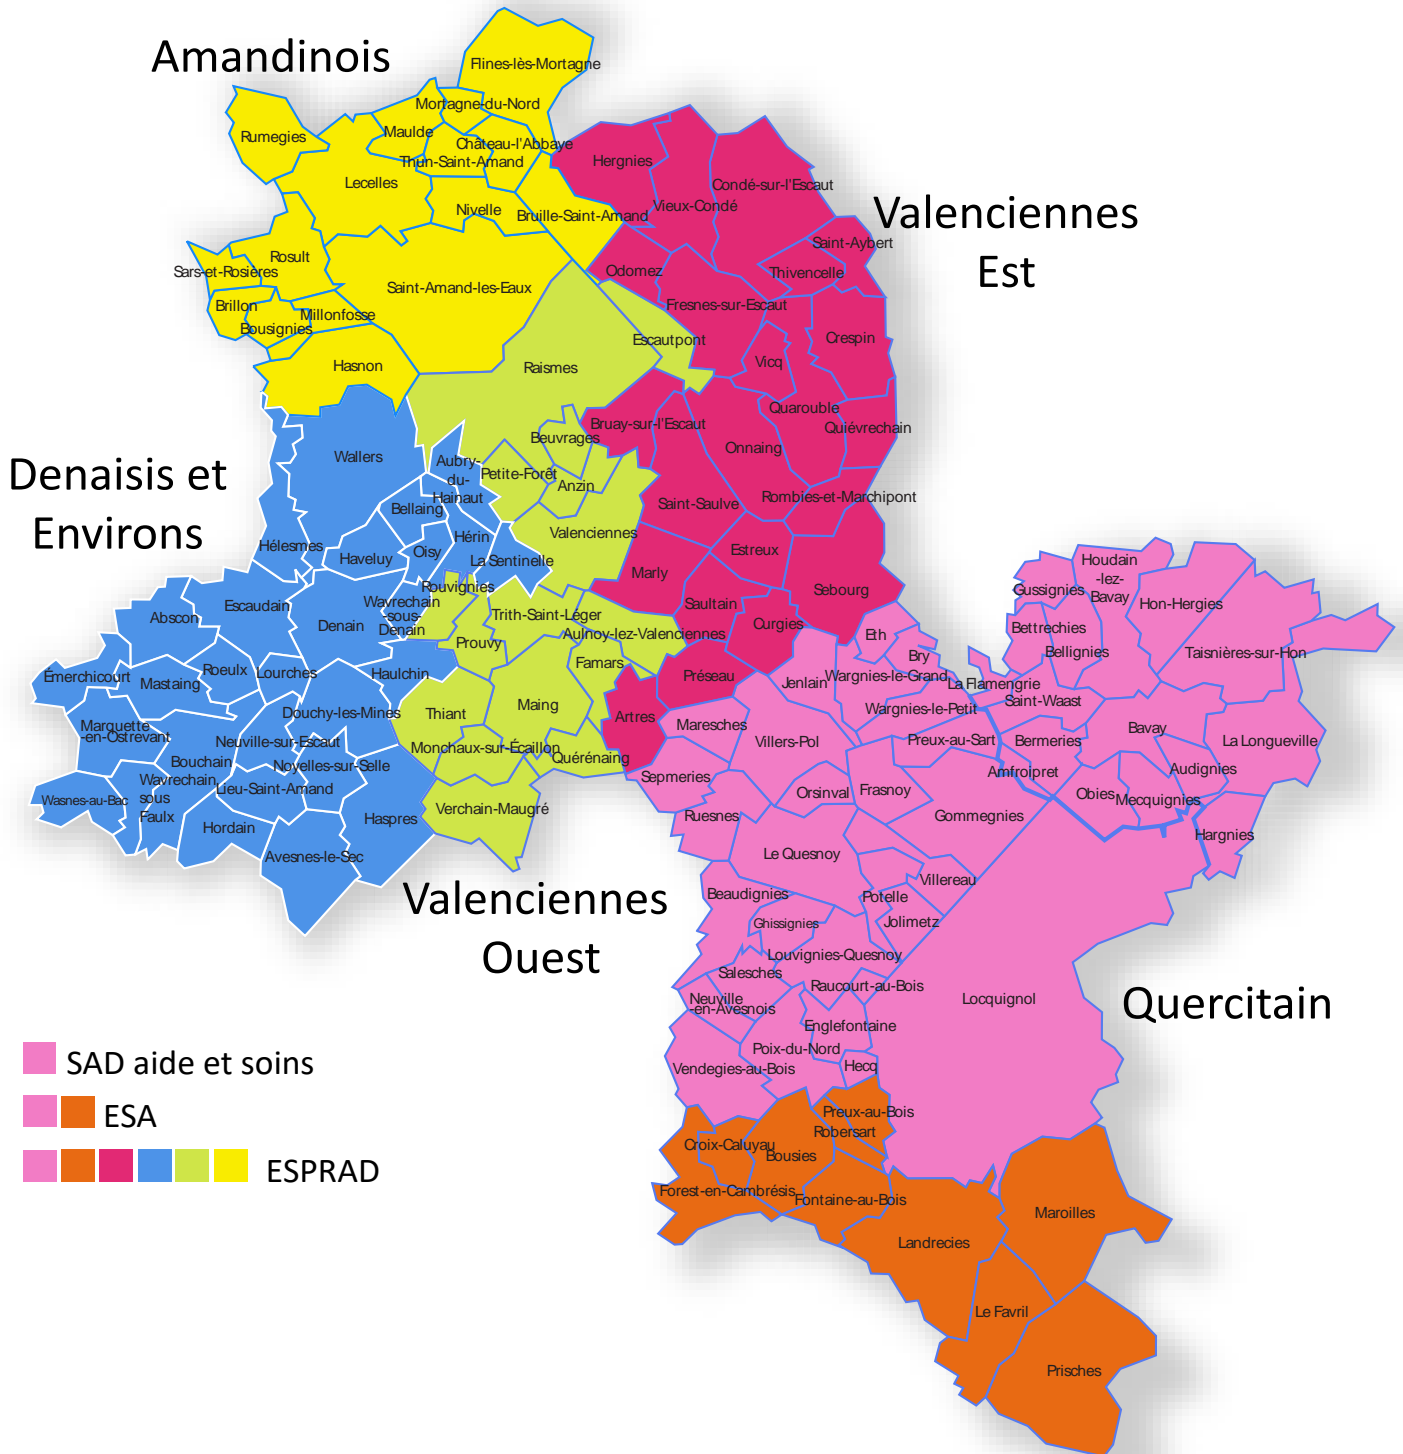 Amandinois
Flines-lès-Mortagne
Mortagne-du-Nord
Rumegies
Maulde
Château-l'Abbaye
Thun-Saint-Amand
Lecelles
Nivelle
Bruille-Saint-Amand
Rosult
Sars-et-Rosières
Saint-Amand-les-Eaux
Brillon
Millonfosse
Bousignies
Hasnon
Valenciennes
Est
Hergnies
Condé-sur-l'Escaut
Vieux-Condé
Saint-Aybert
Odomez
Thivencelle
Fresnes-sur-Escaut
Crespin
Vicq
Quarouble
Quiévrechain
Bruay-sur-l'Escaut
Onnaing
Rombies-et-Marchipont
Saint-Saulve
Estreux
Marly
Sebourg
Saultain
Curgies
Préseau
Artres
Escautpont
Raismes
Beuvrages
Petite-Forêt
Anzin
Valenciennes
Rouvignies
Trith-Saint-Léger
Aulnoy-lez-Valenciennes
Prouvy
Famars
Maing
Thiant
Monchaux-sur-Écaillon
Quérénaing
Verchain-Maugré
Valenciennes
Ouest
Denaisis et
Environs
Wallers
Aubry-
du-
Hainaut
Bellaing
Hérin
Hélesmes
Haveluy
Oisy
La Sentinelle
Escaudain
Wavrechain
-sous-
Denain
Abscon
Denain
Émerchicourt
Mastaing
Roeulx
Lourches
Haulchin
Douchy-les-Mines
Marquette
-en-Ostrevant
Neuville-sur-Escaut
Bouchain
Noyelles-sur-Selle
Wavrechain
sous
Faulx
Lieu-Saint-Amand
Wasnes-au-Bac
Hordain
Haspres
Avesnes-le-Sec
Houdain
-lez-
Bavay
Gussignies
Hon-Hergies
Bettrechies
Bellignies
Taisnières-sur-Hon
Eth
Bry
Wargnies-le-Grand
La Flamengrie
Jenlain
Saint-Waast
Wargnies-le-Petit
Maresches
Villers-Pol
Preux-au-Sart
Bermeries
Bavay
La Longueville
Sepmeries
Amfroipret
Audignies
Orsinval
Frasnoy
Obies
Mecquignies
Ruesnes
Gommegnies
Hargnies
Le Quesnoy
Villereau
Beaudignies
Potelle
Ghissignies
Jolimetz
Louvignies-Quesnoy
Salesches
Raucourt-au-Bois
Neuville
-en-Avesnois
Locquignol
Englefontaine
Poix-du-Nord
Vendegies-au-Bois
Hecq
Quercitain
Preux-au-Bois
Robersart
Croix-Caluyau
Bousies
Forest-en-Cambrésis
Fontaine-au-Bois
Maroilles
Landrecies
Le Favril
Prisches
SAD aide et soins
ESA
ESPRAD